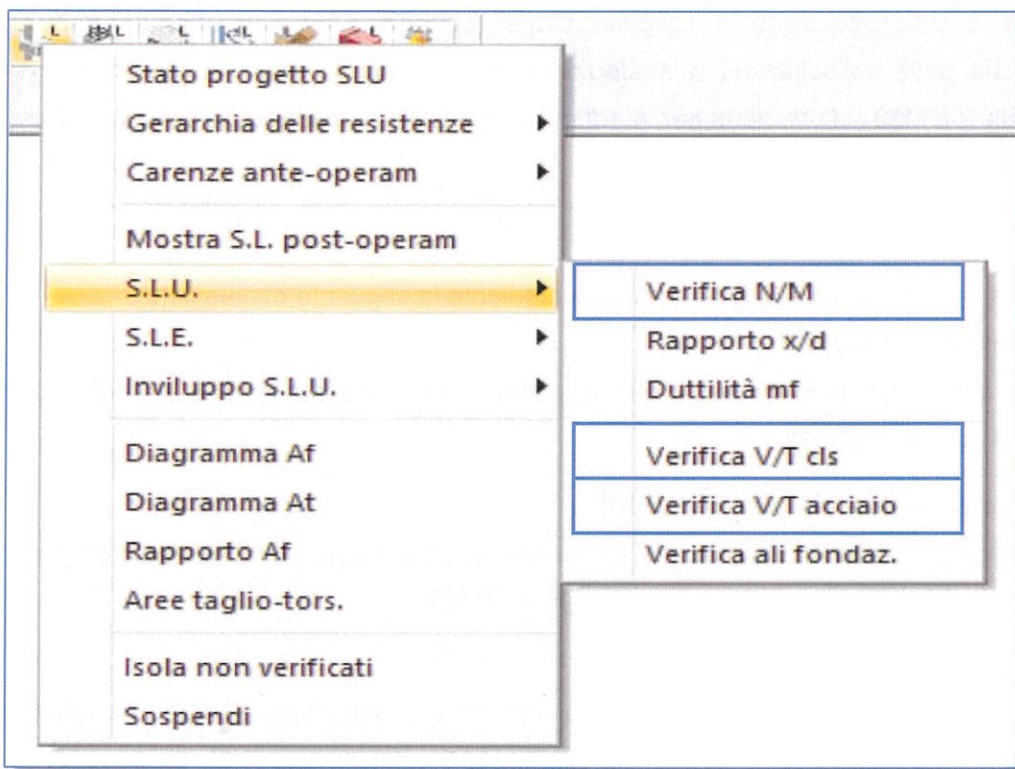 Stato progetto SLU
Gerarchia delle resistenze
Carenze ante-operam
Mostra S.L. post-operam
S.L.U.
S.L.E.
Inviluppo S.L.U.
Diagramma Af
Diagramma At
Rapporto Af
Aree taglio-tors.
Isola non verificati
Sospendi
Verifica N/M
Rapporto x/d
Duttilità mf
Verifica V/T cls
Verifica V/T acciaio
Verifica ali fondaz.